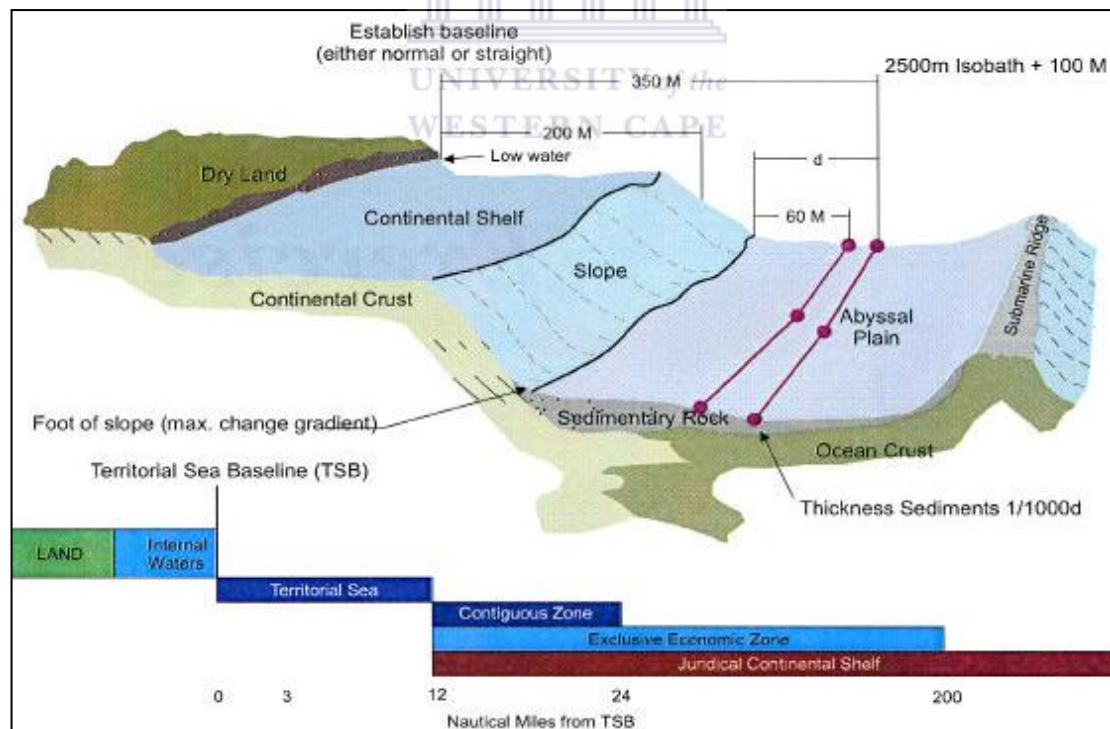 Establish baseline
(either normal or straight)
2500m Isobath + 100 M
UNIVERSITY of the
350 M
WESTERN CAPE
200 M
Low water
d
Dry Land
60 M
Continental Shelf
Slope
Submarine Ridge
Continental Crust
Abyssal
Plain
Foot of slope (max. change gradient)
Sedimentary Rock
Ocean Crust
Territorial Sea Baseline (TSB)
Thickness Sediments 1/1000d
LAND
Internal
Waters
Territorial Sea
Contiguous Zone
Exclusive Economic Zone
Juridical Continental Shelf
0 3 12 24 200
Nautical Miles from TSB